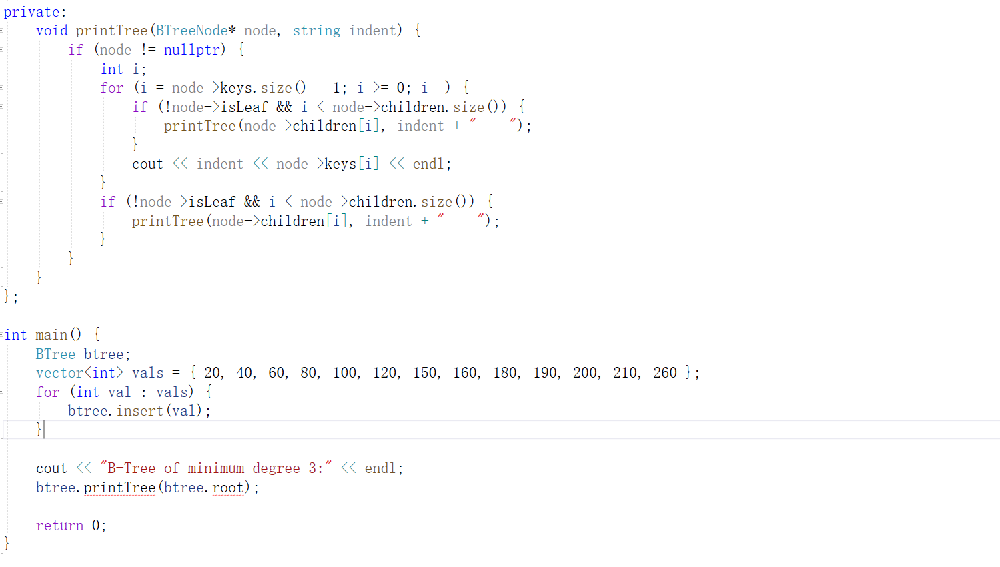 private:
    void printTree(BTreeNode* node, string indent) {
        if (node != nullptr) {
            int i;
            for (i = node->keys.size() - 1; i >= 0; i--) {
                if (!node->isLeaf && i < node->children.size()) {
                    printTree(node->children[i], indent + "    ");
                }
                cout << indent << node->keys[i] << endl;
            }
            if (!node->isLeaf && i < node->children.size()) {
                printTree(node->children[i], indent + "    ");
            }
        }
    }
};

int main() {
    BTree btree;
    vector<int> vals = { 20, 40, 60, 80, 100, 120, 150, 160, 180, 190, 200, 210, 260 };
    for (int val : vals) {
        btree.insert(val);
    }

    cout << "B-Tree of minimum degree 3:" << endl;
    btree.printTree(btree.root);

    return 0;
}